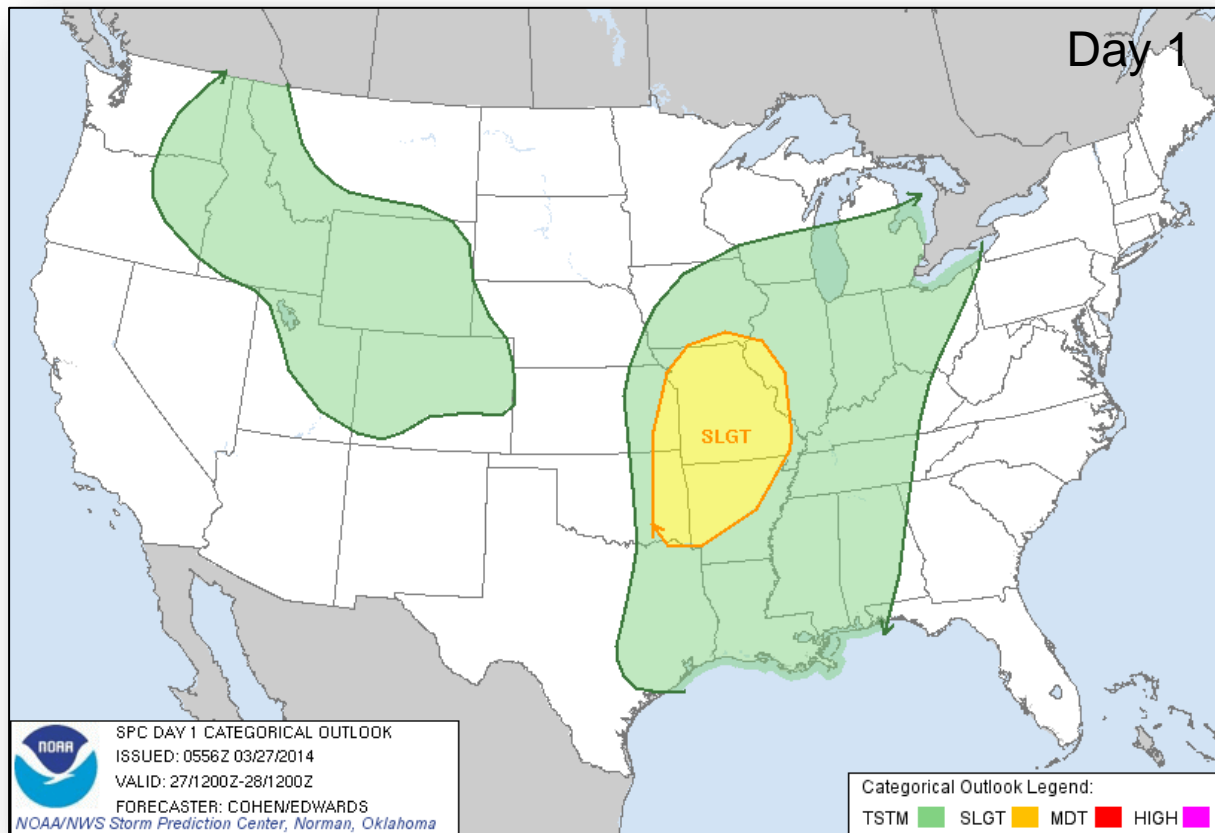 Day 1
SLGT
NOAA
SPC DAY 1 CATEGORICAL OUTLOOK
ISSUED: 0556Z 03/27/2014
VALID: 27/1200Z-28/1200Z
FORECASTER: COHEN/EDWARDS
NOAA/NWS Storm Prediction Center, Norman, Oklahoma
Categorical Outlook Legend:
TSTM SLGT MDT HIGH